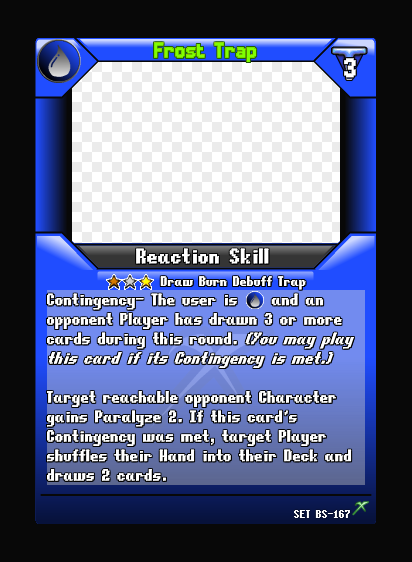 Frost Trap
3
Reaction Skill
Draw Burn Debuff Trap
Contingency- The user is and an
opponent Player has drawn 3 or more
cards during this round. (You may play
this card if its Contingency is met.)
Target reachable opponent Character
gains Paralyze 2. If this card's
Contingency was met, target Player
shuffles their Hand into their Deck and
draws 2 cards.
SET BS-167